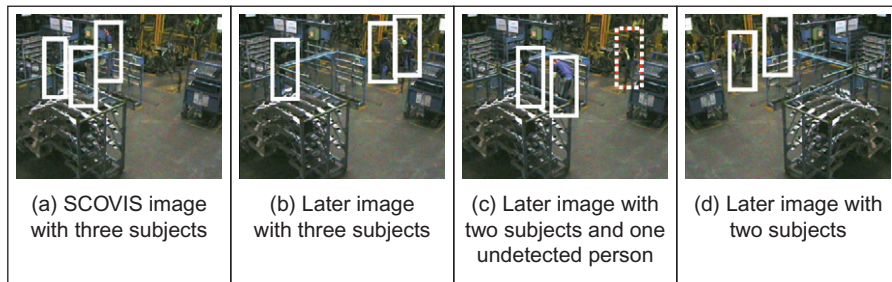 (a) SCOVIS image
with three subjects
(b) Later image
with three subjects
(c) Later image with
two subjects and one
undetected person
(d) Later image with
two subjects